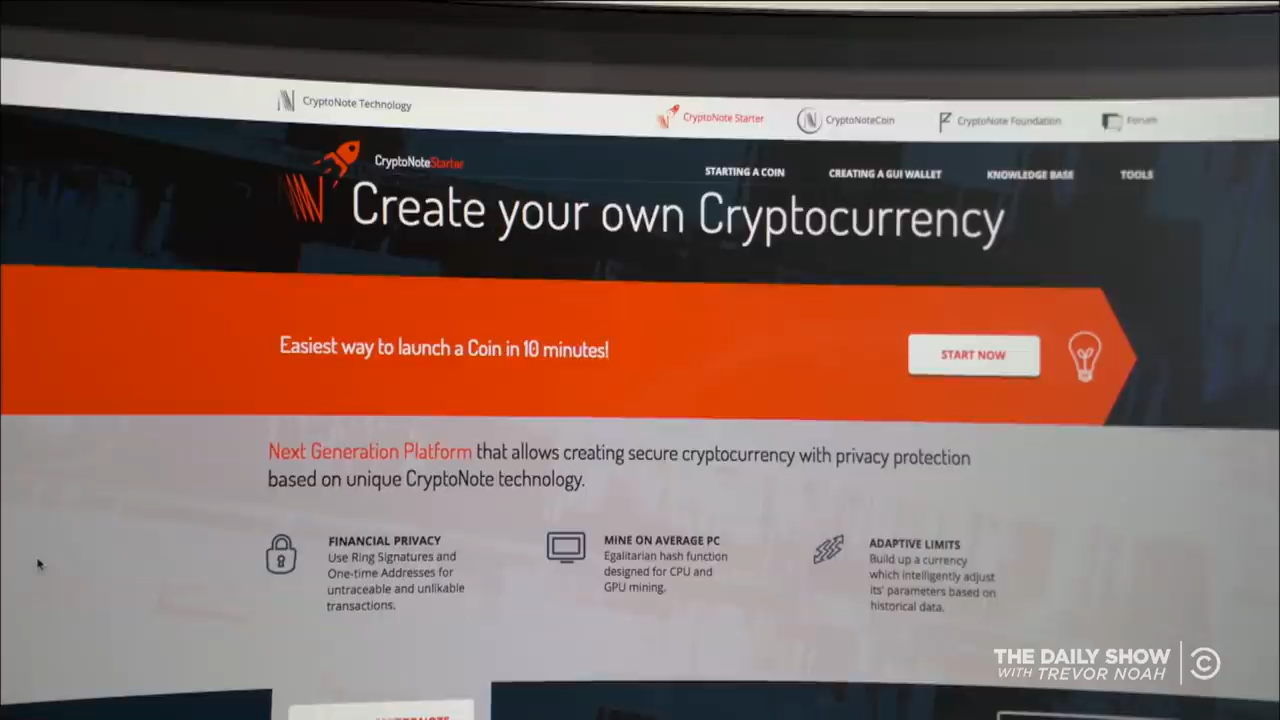 CryptoNote Technology
CryptoNote Starter
CryptoNoteCoin
CryptoNote Foundation
Forum
CryptoNoteStarter
STARTING A COIN
CREATING A GUI WALLET
KNOWLEDGE BASE
TOOLS
Create your own Cryptocurrency
Easiest way to launch a Coin in 10 minutes!
START NOW
Next Generation Platform that allows creating secure cryptocurrency with privacy protection
based on unique CryptoNote technology.
FINANCIAL PRIVACY
Use Ring Signatures and
One-time Addresses for
untraceable and unlikable
transactions.
MINE ON AVERAGE PC
Egalitarian hash function
designed for CPU and
GPU mining.
ADAPTIVE LIMITS
Build up a currency
which intelligently adjust
its' parameters based on
historical data.
THE DAILY SHOW
WITH TREVOR NOAH